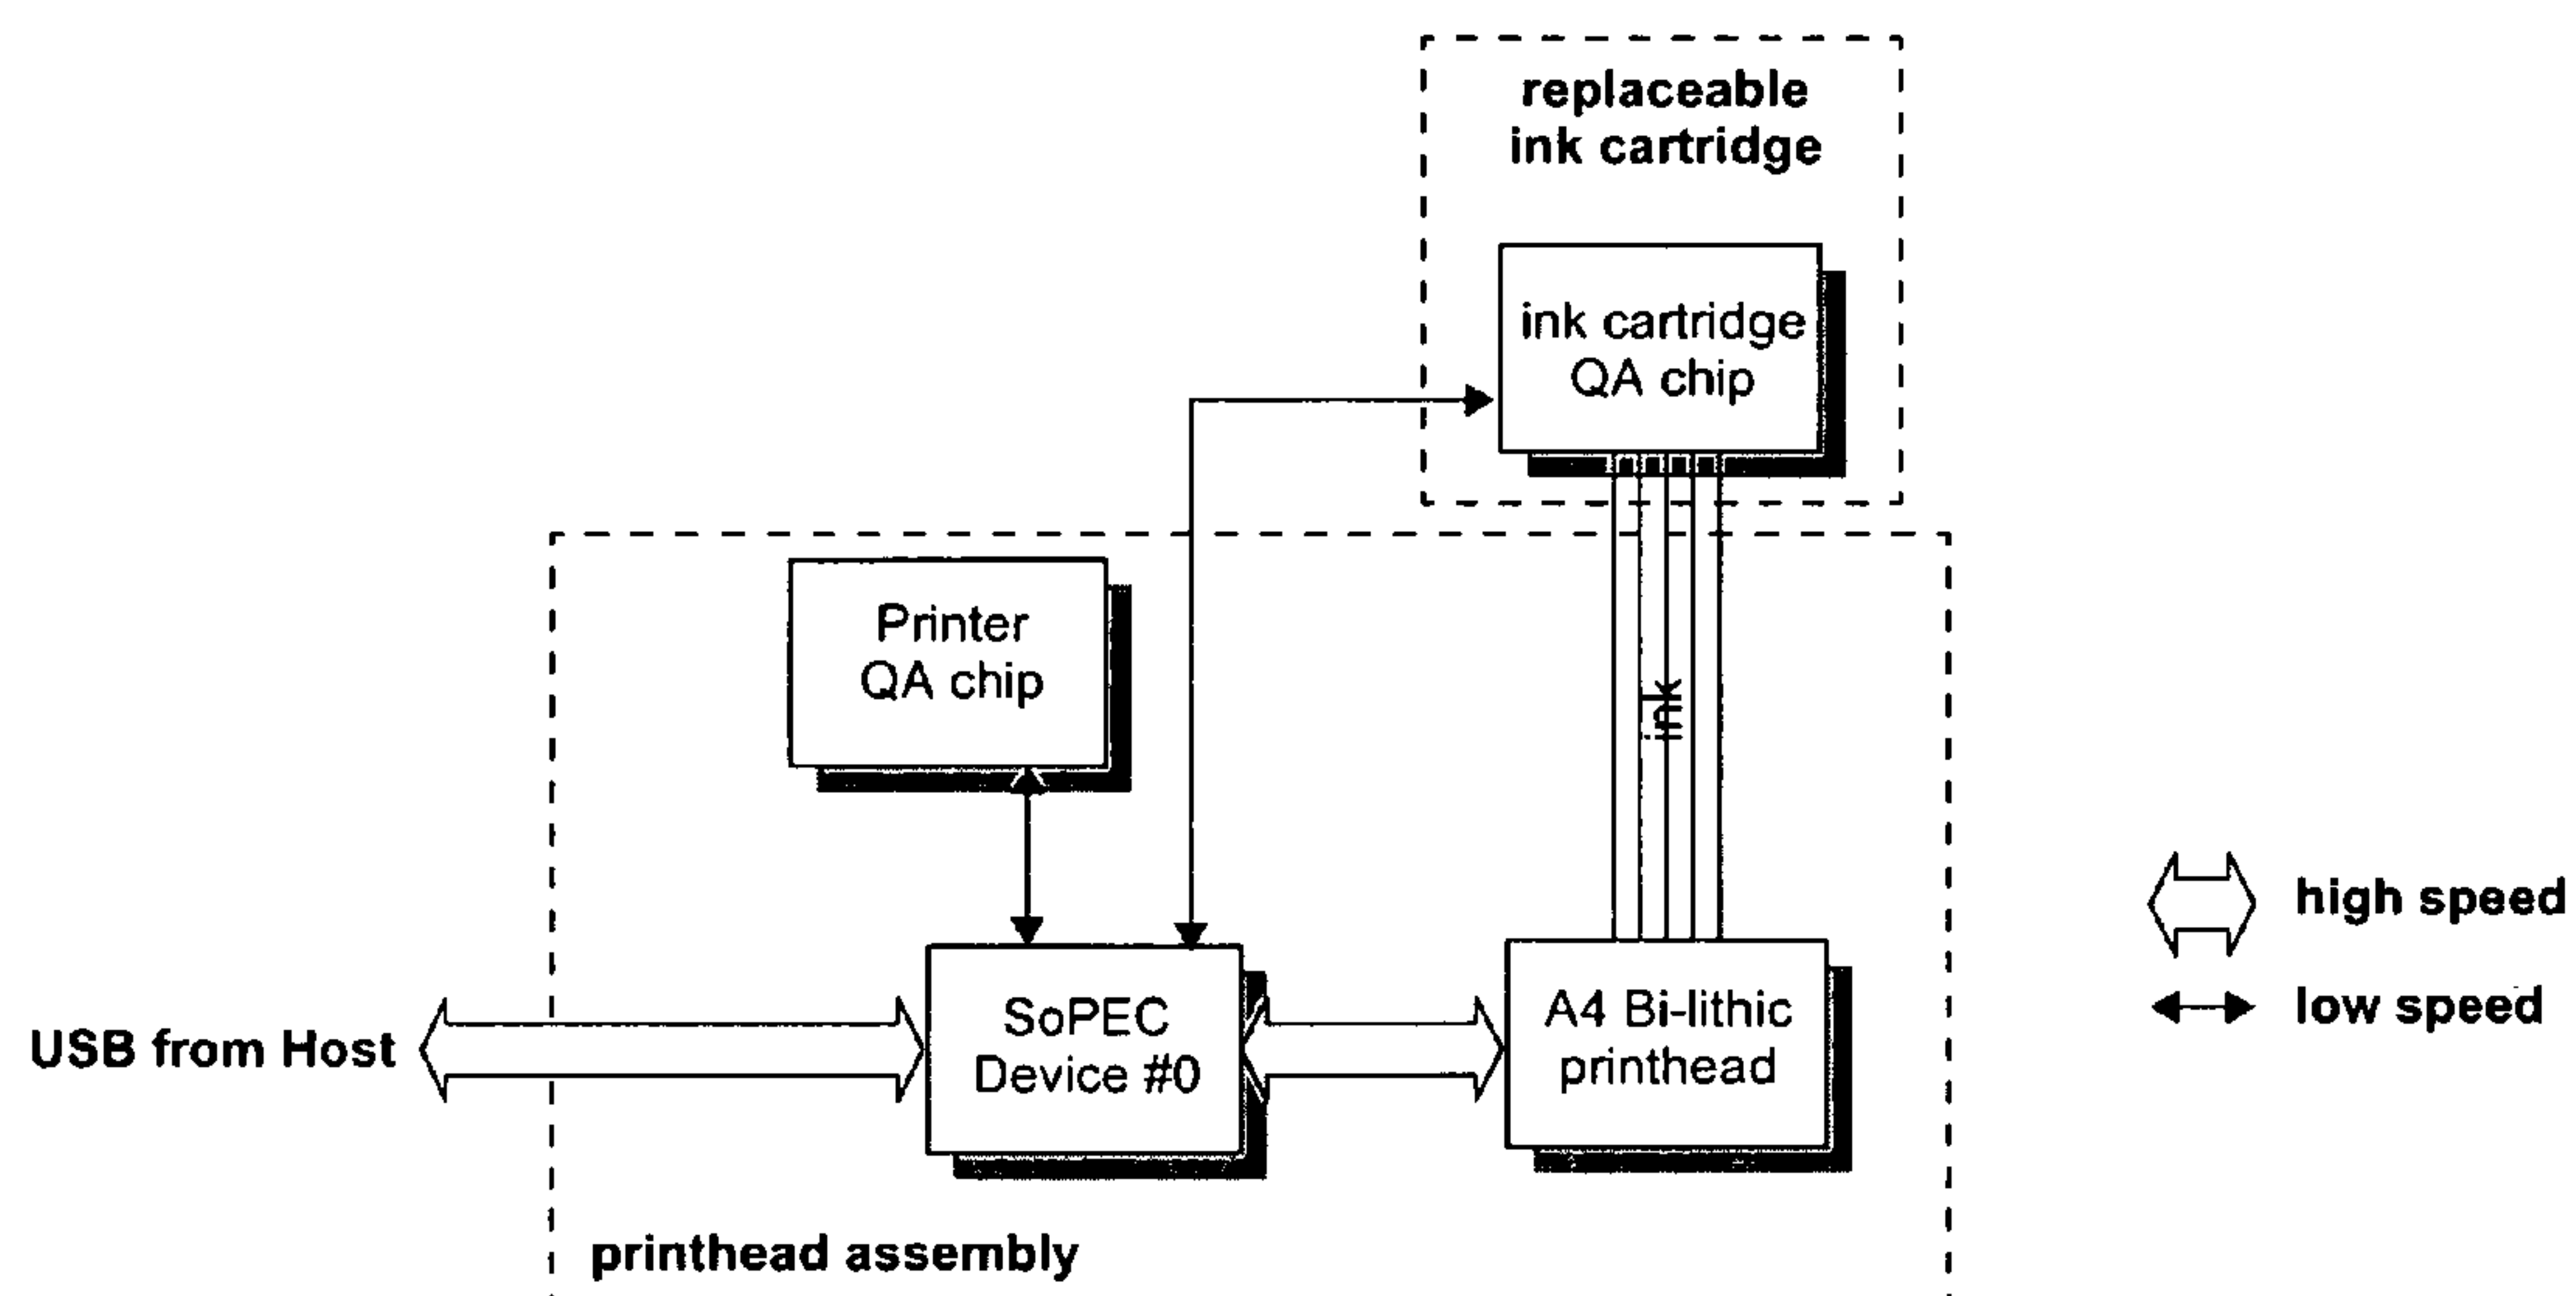 replaceable
ink cartridge
ink cartridge
QA chip
Printer
QA chip
ink
USB from Host
SoPEC
Device #0
A4 Bi-lithic
printhead
high speed
low speed
printhead assembly